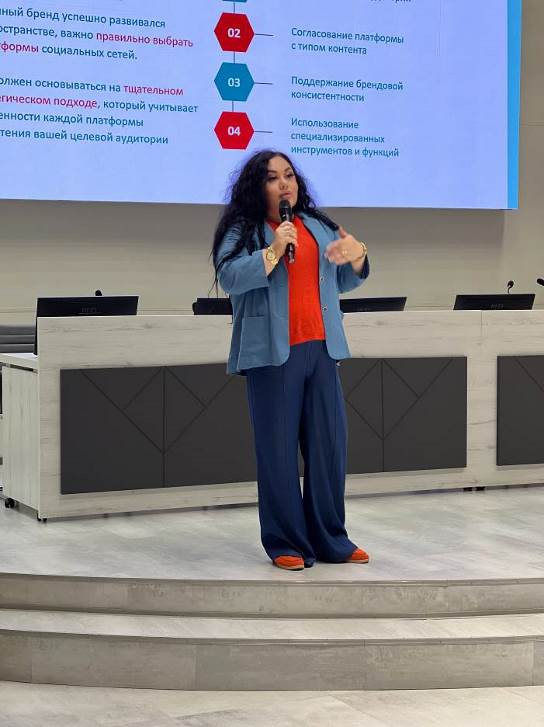 ный бренд успешно развивался
странстве, важно правильно выбрать
формы социальных сетей.
олжен основываться на тщательном
егическом подходе, который учитывает
енности каждой платформы
тения вашей целевой аудитории
02
Согласование платформы
с типом контента
03
Поддержание брендовой
консистентности
04
Использование
специализированных
инструментов и функций